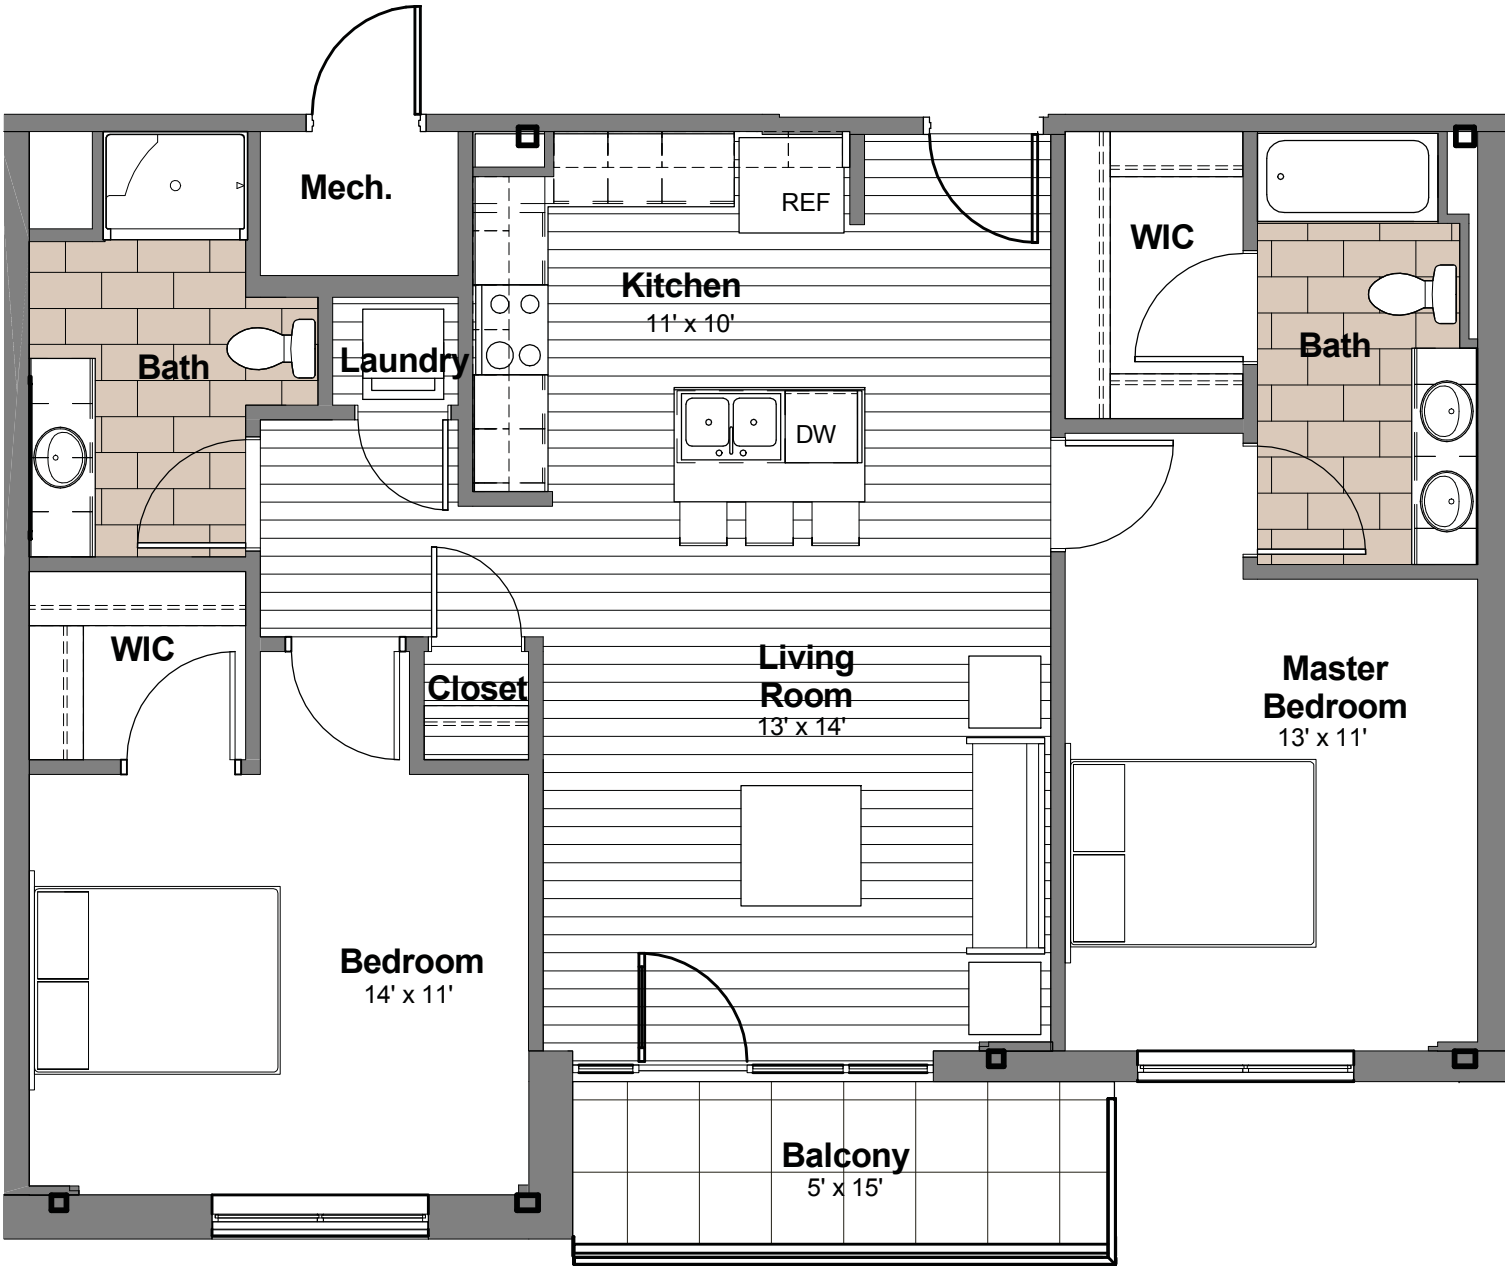 Mech.
REF
WIC
Kitchen
11' x 10'
Bath
Laundry
Bath
DW
WIC
Closet
Living
Room
13' x 14'
Master
Bedroom
13' x 11'
Bedroom
14' x 11'
Balcony
5' x 15'